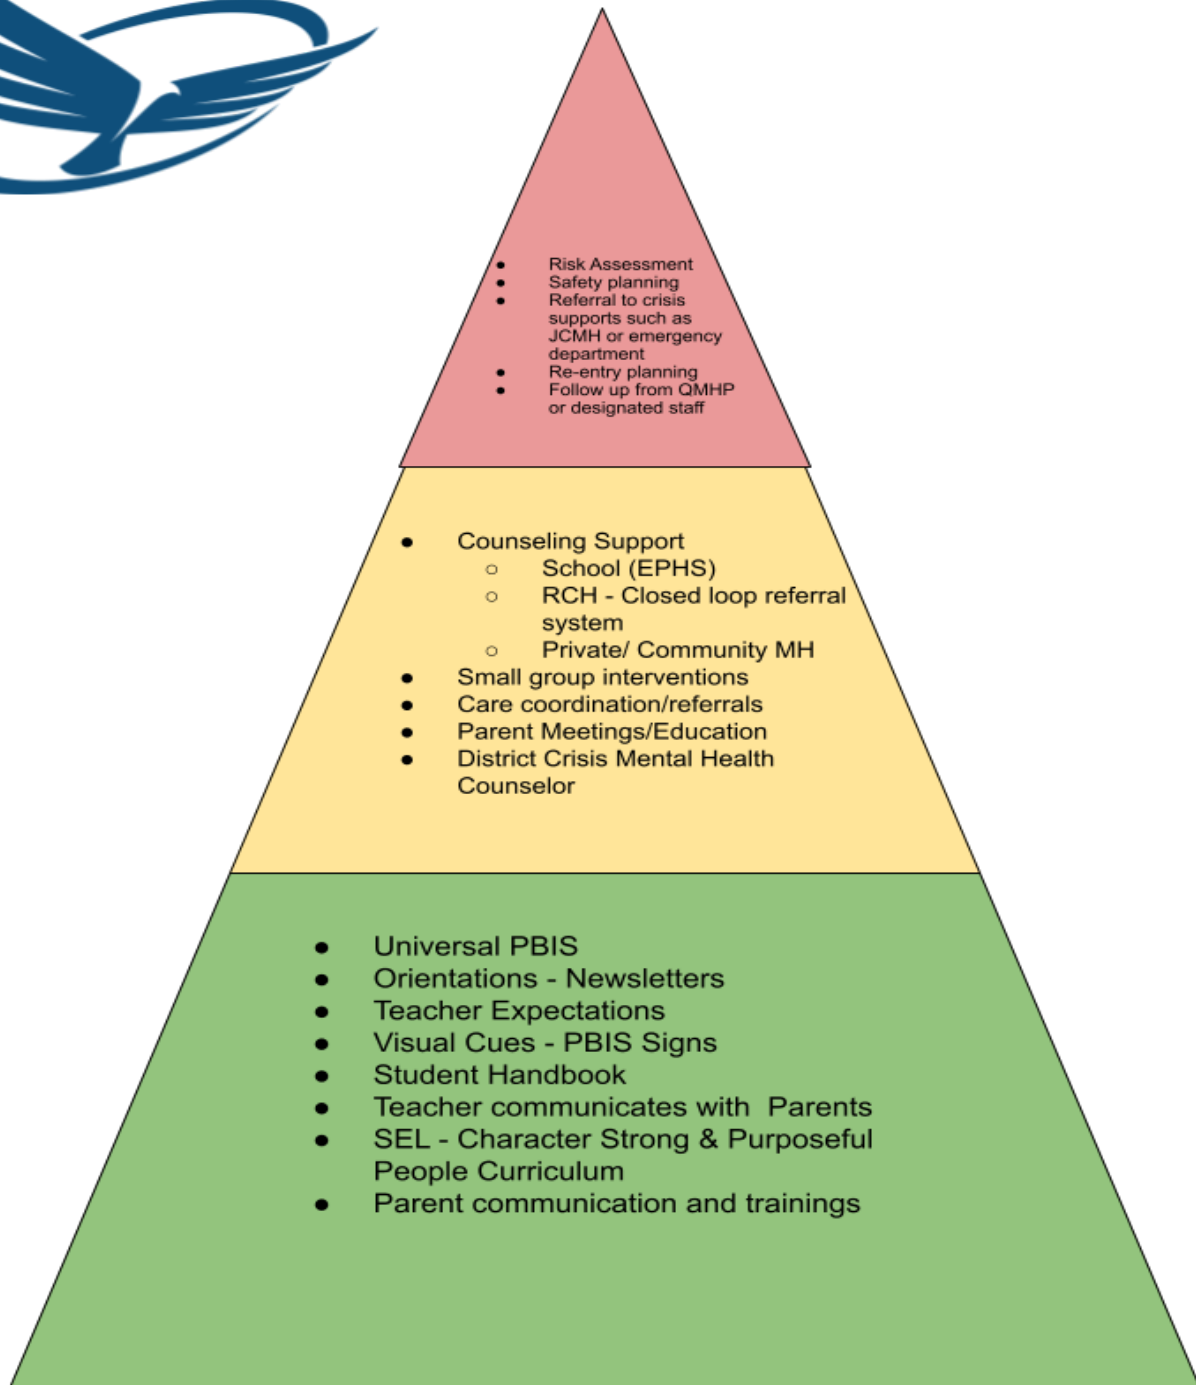 ● Risk Assessment
● Safety planning
● Referral to crisis
supports such as
JCMH or emergency
department
● Re-entry planning
● Follow up from QMHP
or designated staff
● Counseling Support
○ School (EPHS)
○ RCH - Closed loop referral
system
○ Private/ Community MH
● Small group interventions
● Care coordination/referrals
● Parent Meetings/Education
● District Crisis Mental Health
Counselor
● Universal PBIS
● Orientations - Newsletters
● Teacher Expectations
● Visual Cues - PBIS Signs
● Student Handbook
● Teacher communicates with  Parents
● SEL - Character Strong & Purposeful
People Curriculum
● Parent communication and trainings